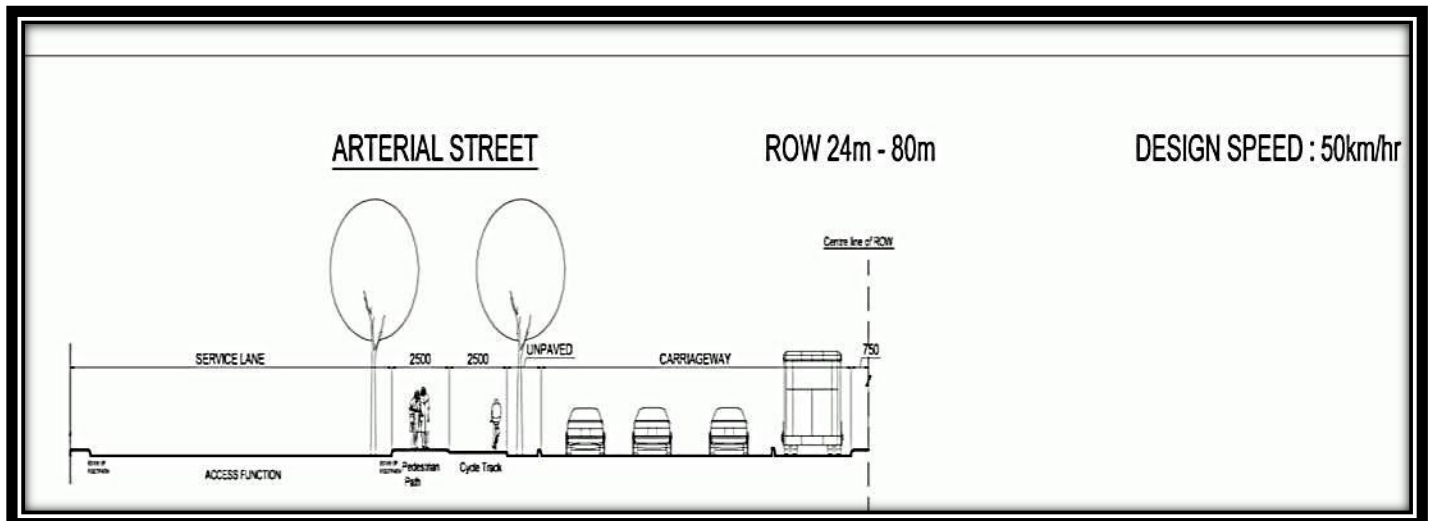 ARTERIAL STREET
ROW 24m - 80m
DESIGN SPEED : 50km/hr
Centre line of ROW
SERVICE LANE
2500
2500
UNPAVED
CARRIAGEWAY
750
ACCESS FUNCTION
Pedestrian
Path
Cycle Track